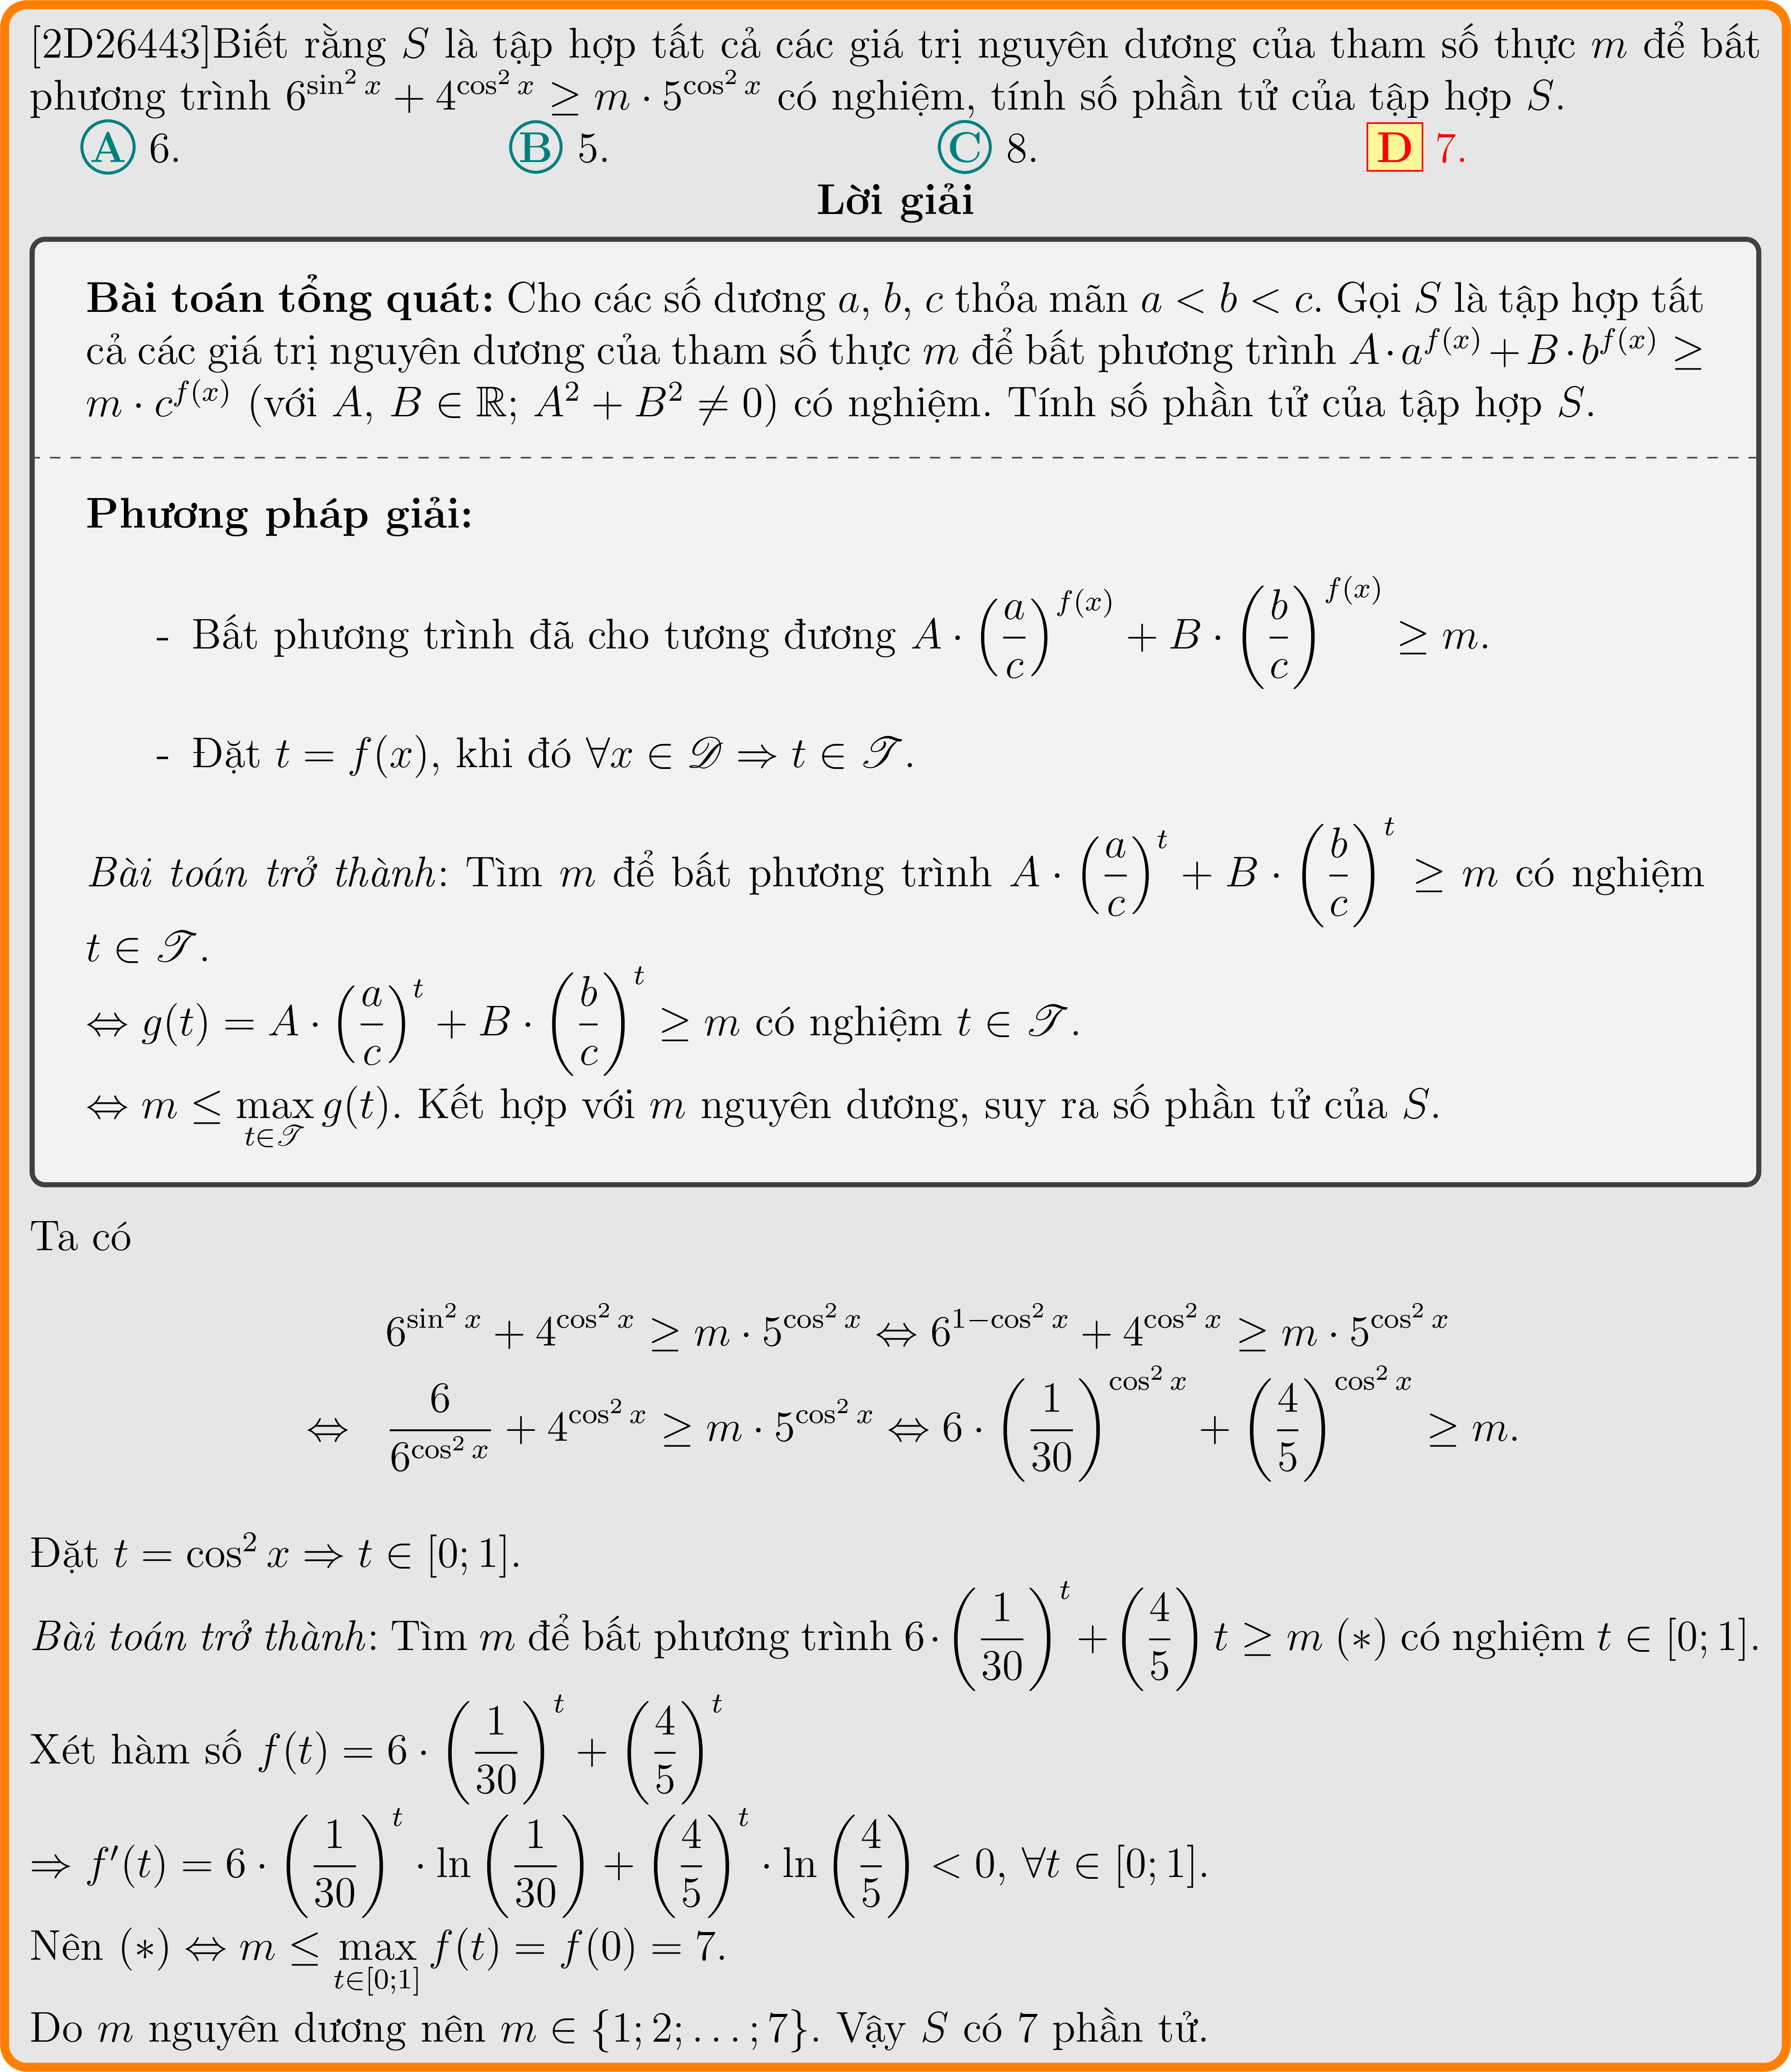 [2D26443]Biết rằng $S$ là tập hợp tất cả các giá trị nguyên dương của tham số thực $m$ để bất
phương trình $6^{\sin^2 x} + 4^{\cos^2 x} \geq m \cdot 5^{\cos^2 x}$ có nghiệm, tính số phần tử của tập hợp $S$.
A 6. B 5. C 8. D 7.
Lời giải
Bài toán tổng quát: Cho các số dương $a$, $b$, $c$ thỏa mãn $a < b < c$. Gọi $S$ là tập hợp tất
cả các giá trị nguyên dương của tham số thực $m$ để bất phương trình $A \cdot a^{f(x)} + B \cdot b^{f(x)} \geq$
$m \cdot c^{f(x)}$ (với $A$, $B \in \mathbb{R}$; $A^2 + B^2 \neq 0$) có nghiệm. Tính số phần tử của tập hợp $S$.
Phương pháp giải:
- Bất phương trình đã cho tương đương $A \cdot \left(\dfrac{a}{c}\right)^{f(x)} + B \cdot \left(\dfrac{b}{c}\right)^{f(x)} \geq m$.
- Đặt $t = f(x)$, khi đó $\forall x \in \mathscr{D} \Rightarrow t \in \mathscr{T}$.
Bài toán trở thành: Tìm $m$ để bất phương trình $A \cdot \left(\dfrac{a}{c}\right)^t + B \cdot \left(\dfrac{b}{c}\right)^t \geq m$ có nghiệm
$t \in \mathscr{T}$.
$\Leftrightarrow g(t) = A \cdot \left(\dfrac{a}{c}\right)^t + B \cdot \left(\dfrac{b}{c}\right)^t \geq m$ có nghiệm $t \in \mathscr{T}$.
$\Leftrightarrow m \leq \max\limits_{t \in \mathscr{T}} g(t)$. Kết hợp với $m$ nguyên dương, suy ra số phần tử của $S$.
Ta có
$6^{\sin^2 x} + 4^{\cos^2 x} \geq m \cdot 5^{\cos^2 x} \Leftrightarrow 6^{1-\cos^2 x} + 4^{\cos^2 x} \geq m \cdot 5^{\cos^2 x}$
$\Leftrightarrow \dfrac{6}{6^{\cos^2 x}} + 4^{\cos^2 x} \geq m \cdot 5^{\cos^2 x} \Leftrightarrow 6 \cdot \left(\dfrac{1}{30}\right)^{\cos^2 x} + \left(\dfrac{4}{5}\right)^{\cos^2 x} \geq m.$
Đặt $t = \cos^2 x \Rightarrow t \in [0; 1]$.
Bài toán trở thành: Tìm $m$ để bất phương trình $6 \cdot \left(\dfrac{1}{30}\right)^t + \left(\dfrac{4}{5}\right) t \geq m$ $(*)$ có nghiệm $t \in [0; 1]$.
Xét hàm số $f(t) = 6 \cdot \left(\dfrac{1}{30}\right)^t + \left(\dfrac{4}{5}\right)^t$
$\Rightarrow f'(t) = 6 \cdot \left(\dfrac{1}{30}\right)^t \cdot \ln\left(\dfrac{1}{30}\right) + \left(\dfrac{4}{5}\right)^t \cdot \ln\left(\dfrac{4}{5}\right) < 0$, $\forall t \in [0; 1]$.
Nên $(*) \Leftrightarrow m \leq \max\limits_{t \in [0;1]} f(t) = f(0) = 7$.
Do $m$ nguyên dương nên $m \in \{1; 2; \ldots; 7\}$. Vậy $S$ có 7 phần tử.